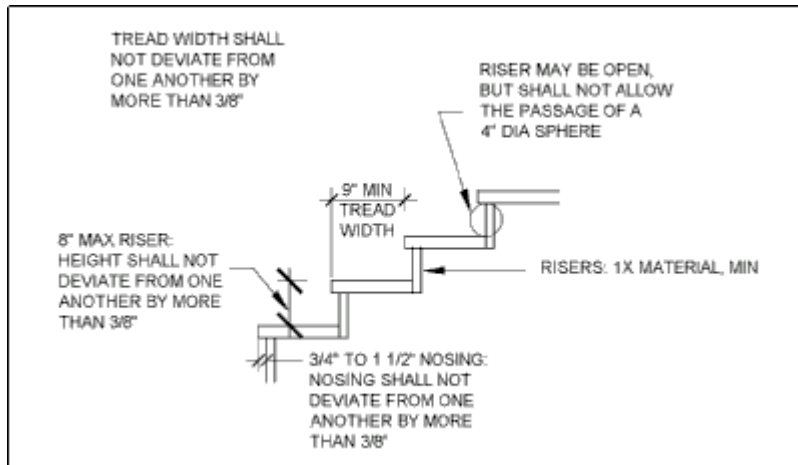 TREAD WIDTH SHALL
NOT DEVIATE FROM
ONE ANOTHER BY
MORE THAN 3/8"
RISER MAY BE OPEN,
BUT SHALL NOT ALLOW
THE PASSAGE OF A
4" DIA SPHERE
9" MIN
TREAD
WIDTH
8" MAX RISER:
HEIGHT SHALL NOT
DEVIATE FROM ONE
ANOTHER BY MORE
THAN 3/8"
RISERS: 1X MATERIAL, MIN
3/4" TO 1 1/2" NOSING:
NOSING SHALL NOT
DEVIATE FROM ONE
ANOTHER BY MORE
THAN 3/8"